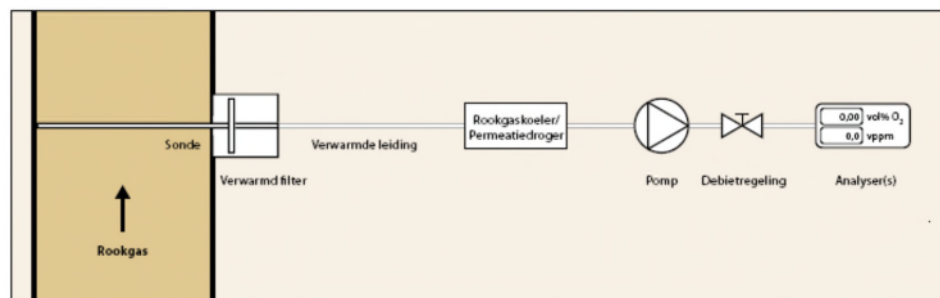 Rookgaskoeler/
Permeatiedroger
0,00 vol% O₂
0,0 vppm
Sonde
Verwarmde leiding
Verwarmd filter
Pomp
Debietregeling
Analyser(s)
Rookgas